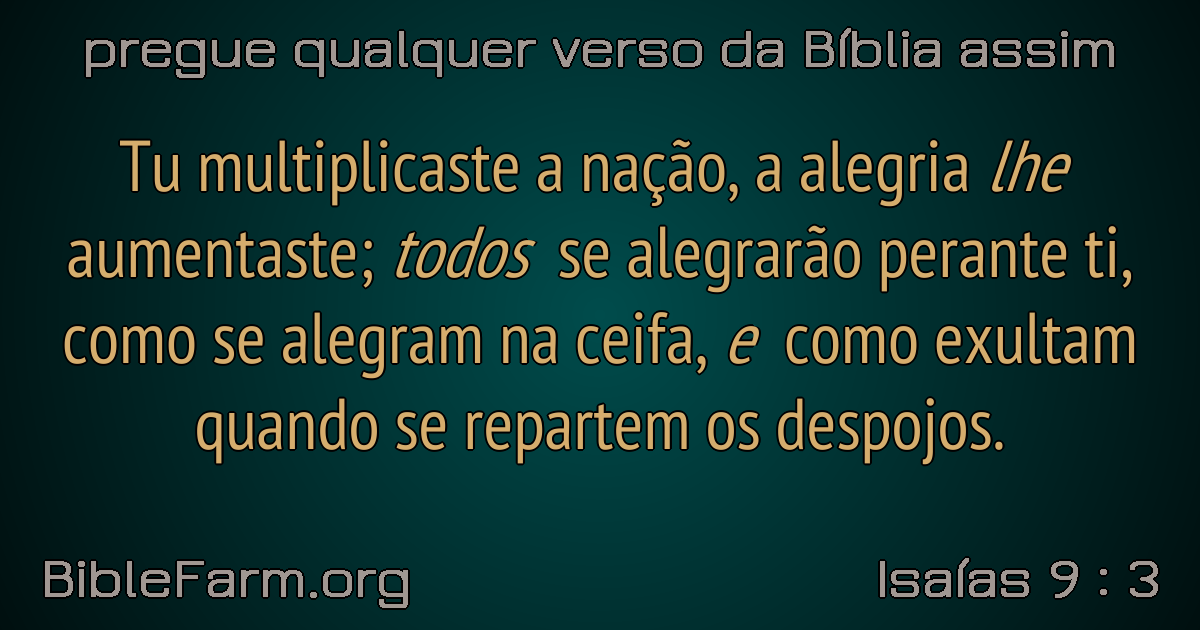 pregue qualquer verso da Bíblia assim
Tu multiplicaste a nação, a alegria lhe
aumentaste; todos se alegrarão perante ti,
como se alegram na ceifa, e como exultam
quando se repartem os despojos.
BibleFarm.org
Isaías 9 : 3